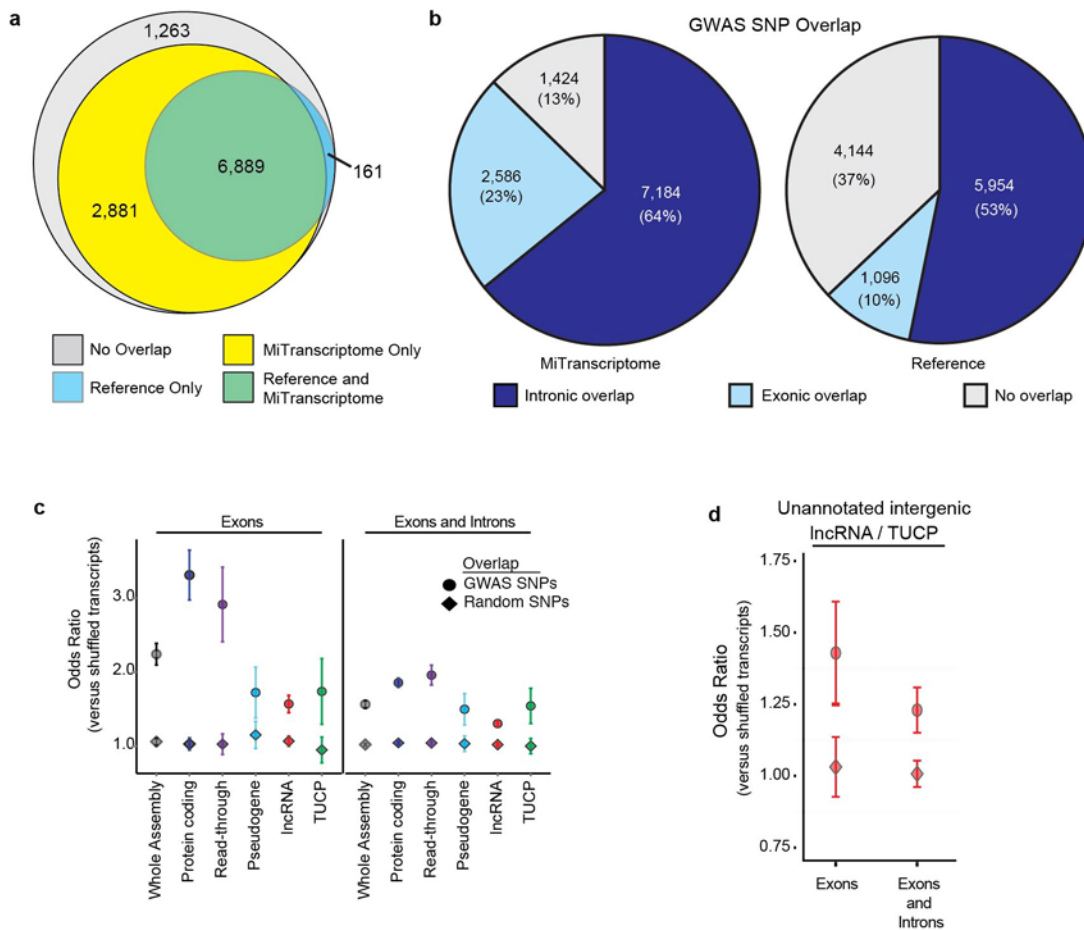 a
1,263
6,889
161
2,881
No Overlap
MiTranscriptome Only
Reference Only
Reference and
MiTranscriptome
b
GWAS SNP Overlap
1,424
(13%)
2,586
(23%)
7,184
(64%)
MiTranscriptome
4,144
(37%)
5,954
(53%)
1,096
(10%)
Reference
Intronic overlap
Exonic overlap
No overlap
c
Exons
Exons and Introns
Overlap
GWAS SNPs
Random SNPs
Odds Ratio
(versus shuffled transcripts)
3.0
2.0
1.0
Whole Assembly
Protein coding
Read-through
Pseudogene
lncRNA
TUCP
Whole Assembly
Protein coding
Read-through
Pseudogene
lncRNA
TUCP
d
Unannotated intergenic
lncRNA / TUCP
Odds Ratio
(versus shuffled transcripts)
1.75
1.50
1.25
1.00
0.75
Exons
Exons
and
Introns